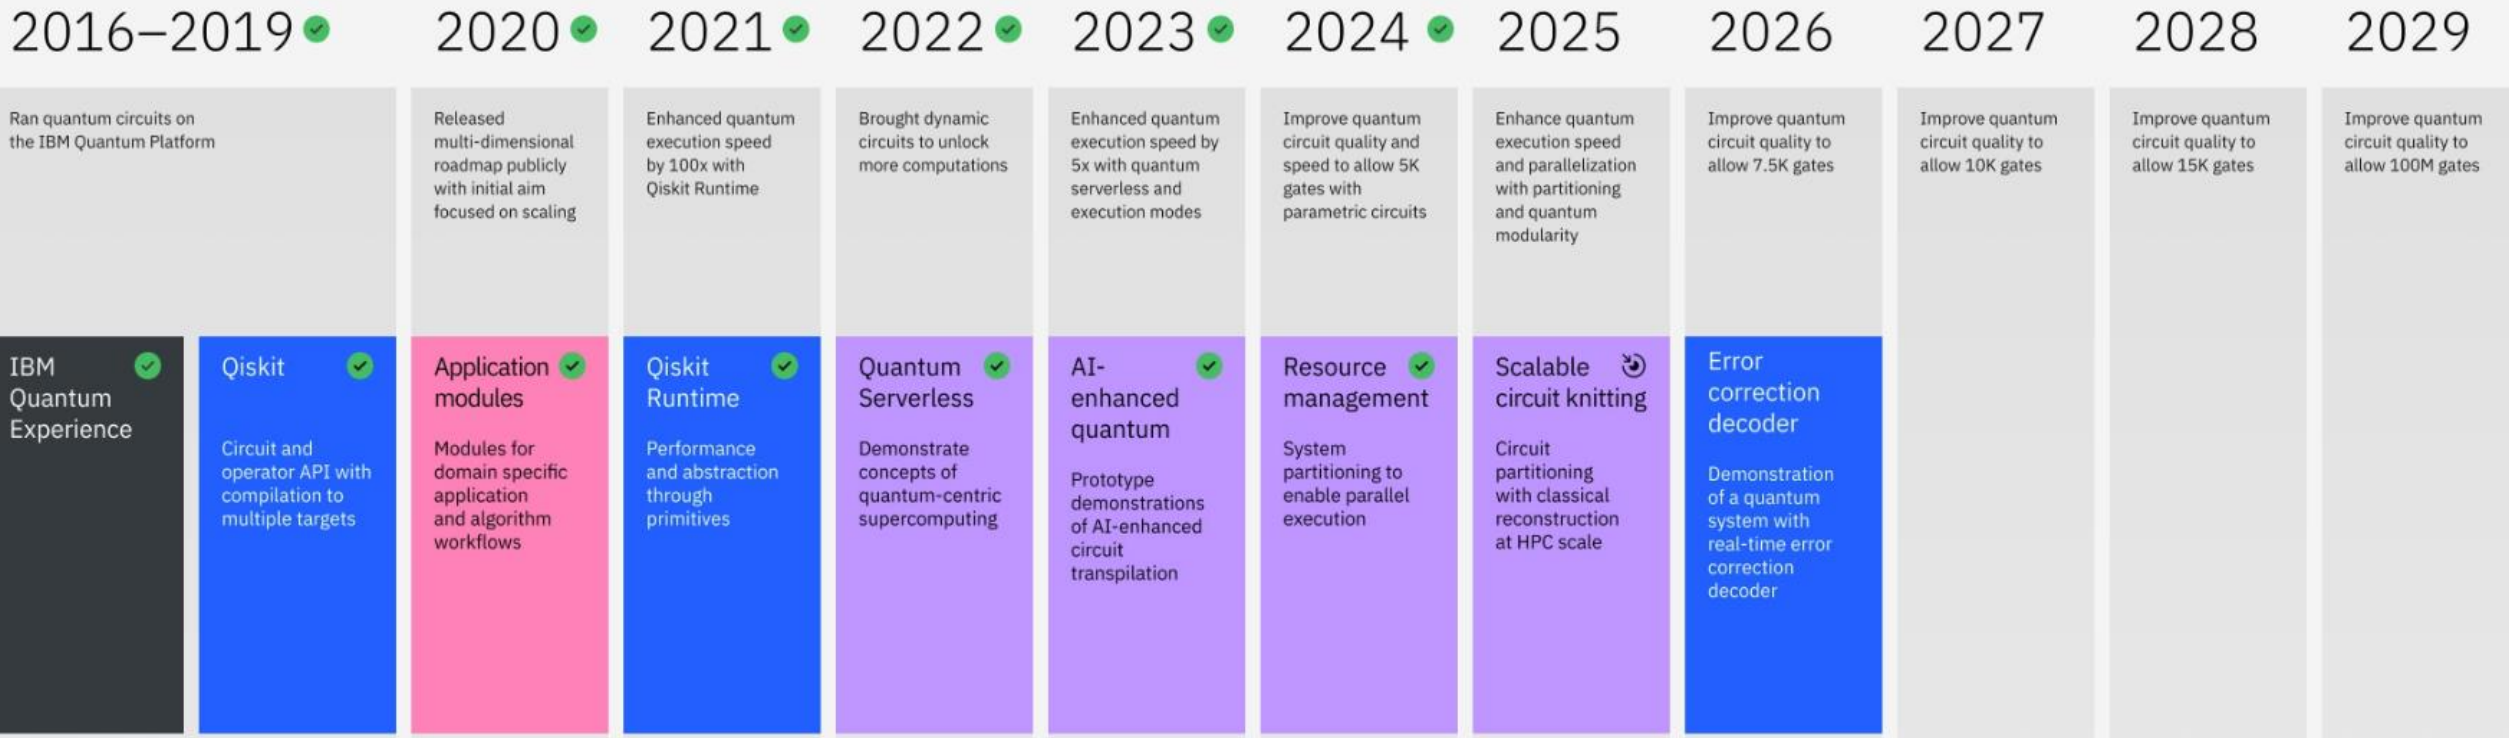 2016–2019
2020
2021
2022
2023
2024
2025
2026
2027
2028
2029
Ran quantum circuits on
the IBM Quantum Platform
Released
multi-dimensional
roadmap publicly
with initial aim
focused on scaling
Enhanced quantum
execution speed
by 100x with
Qiskit Runtime
Brought dynamic
circuits to unlock
more computations
Enhanced quantum
execution speed by
5x with quantum
serverless and
execution modes
Improve quantum
circuit quality and
speed to allow 5K
gates with
parametric circuits
Enhance quantum
execution speed
and parallelization
with partitioning
and quantum
modularity
Improve quantum
circuit quality to
allow 7.5K gates
Improve quantum
circuit quality to
allow 10K gates
Improve quantum
circuit quality to
allow 15K gates
Improve quantum
circuit quality to
allow 100M gates
IBM
Quantum
Experience
Qiskit
Circuit and
operator API with
compilation to
multiple targets
Application
modules
Modules for
domain specific
application
and algorithm
workflows
Qiskit
Runtime
Performance
and abstraction
through
primitives
Quantum
Serverless
Demonstrate
concepts of
quantum-centric
supercomputing
AI-
enhanced
quantum
Prototype
demonstrations
of AI-enhanced
circuit
transpilation
Resource
management
System
partitioning to
enable parallel
execution
Scalable
circuit knitting
Circuit
partitioning
with classical
reconstruction
at HPC scale
Error
correction
decoder
Demonstration
of a quantum
system with
real-time error
correction
decoder